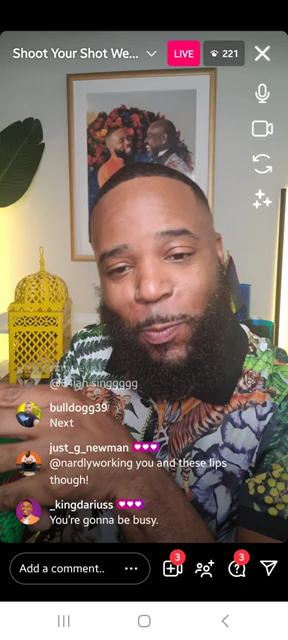 Shoot Your Shot We...
LIVE
221
bulldogg39
Next
just_g_newman
@nardlyworking you and these lips
though!
_kingdariuss
You're gonna be busy.
Add a comment..
3
3